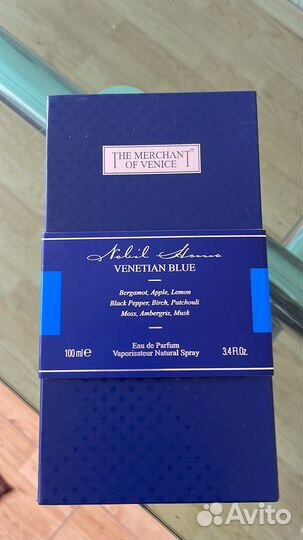 THE MERCHANT®
OF VENICE
Nobil Homo
VENETIAN BLUE
Bergamot, Apple, Lemon
Black Pepper, Birch, Patchouli
Moss, Ambergris, Musk
100 ml ℮
Eau de Parfum
Vaporisateur Natural Spray
3.4 Fl.Oz.
Avito